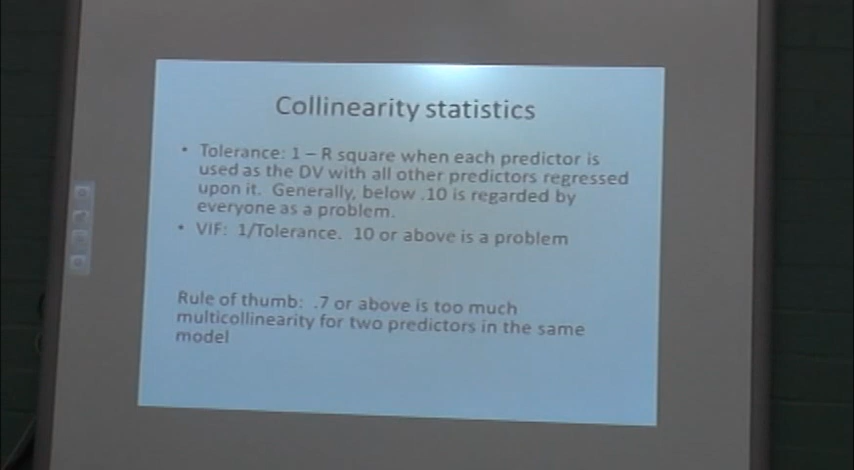 Collinearity statistics
• Tolerance: 1 – R square when each predictor is
used as the DV with all other predictors regressed
upon it. Generally, below .10 is regarded by
everyone as a problem.
• VIF: 1/Tolerance. 10 or above is a problem
Rule of thumb: .7 or above is too much
multicollinearity for two predictors in the same
model